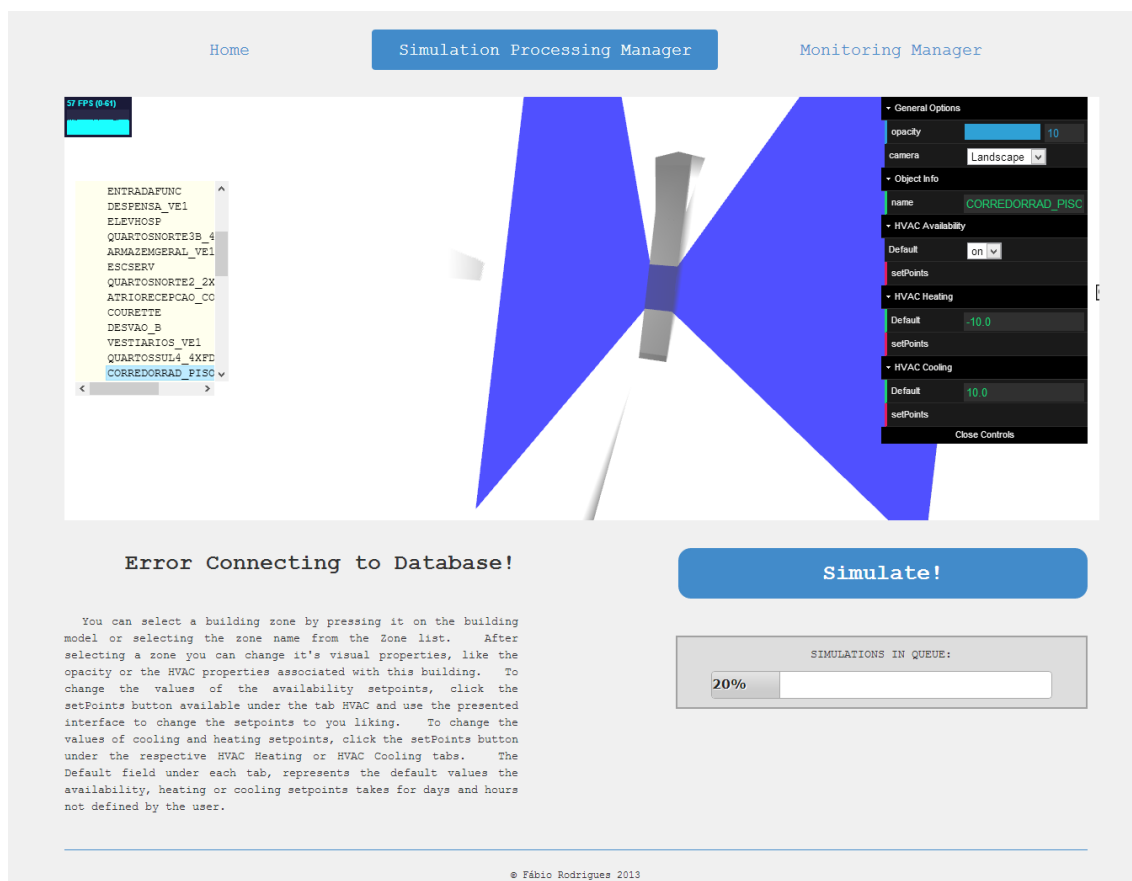 Home
Simulation Processing Manager
Monitoring Manager
57 FPS (0-61)
ENTRADAFUNC
DESPENSA_VE1
ELEVHOSP
QUARTOSNORTE3B_4
ARMAZEMGERAL_VE1
ESCSERV
QUARTOSNORTE2_2X
ATRIORECEPCAO_CO
COURETTE
DESVAO_B
VESTIARIOS_VE1
QUARTOSSUL4_4XFD
CORREDORRAD_PISO
General Options
opacity 10
camera Landscape
Object Info
name CORREDORRAD_PISO
HVAC Availability
Default on
setPoints
HVAC Heating
Default -10.0
setPoints
HVAC Cooling
Default 10.0
setPoints
Close Controls
Error Connecting to Database!
You can select a building zone by pressing it on the building
model or selecting the zone name from the Zone list. After
selecting a zone you can change it's visual properties, like the
opacity or the HVAC properties associated with this building. To
change the values of the availability setpoints, click the
setPoints button available under the tab HVAC and use the presented
interface to change the setpoints to you liking. To change the
values of cooling and heating setpoints, click the setPoints button
under the respective HVAC Heating or HVAC Cooling tabs. The
Default field under each tab, represents the default values the
availability, heating or cooling setpoints takes for days and hours
not defined by the user.
Simulate!
SIMULATIONS IN QUEUE:
20%
© Fábio Rodrigues 2013